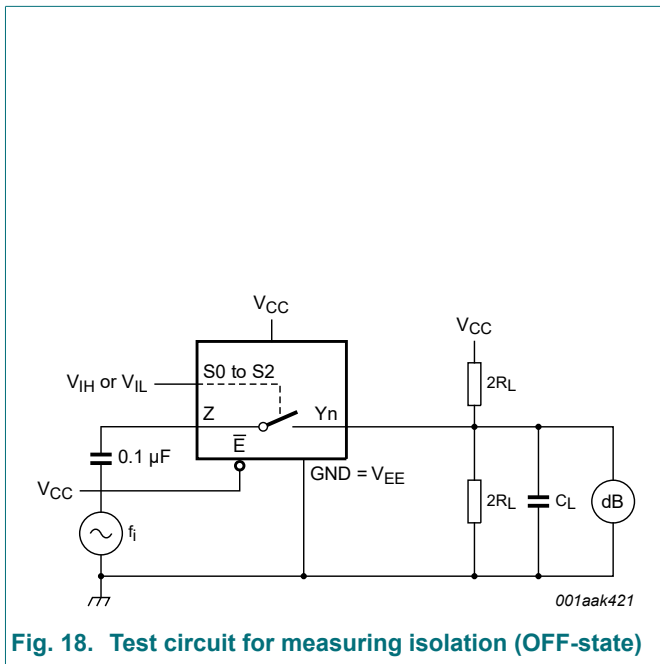 VCC
VCC
VIH or VIL
S0 to S2
2RL
Z
Yn
E
0.1 µF
GND = VEE
VCC
2RL
CL
dB
fi
001aak421
Fig. 18. Test circuit for measuring isolation (OFF-state)